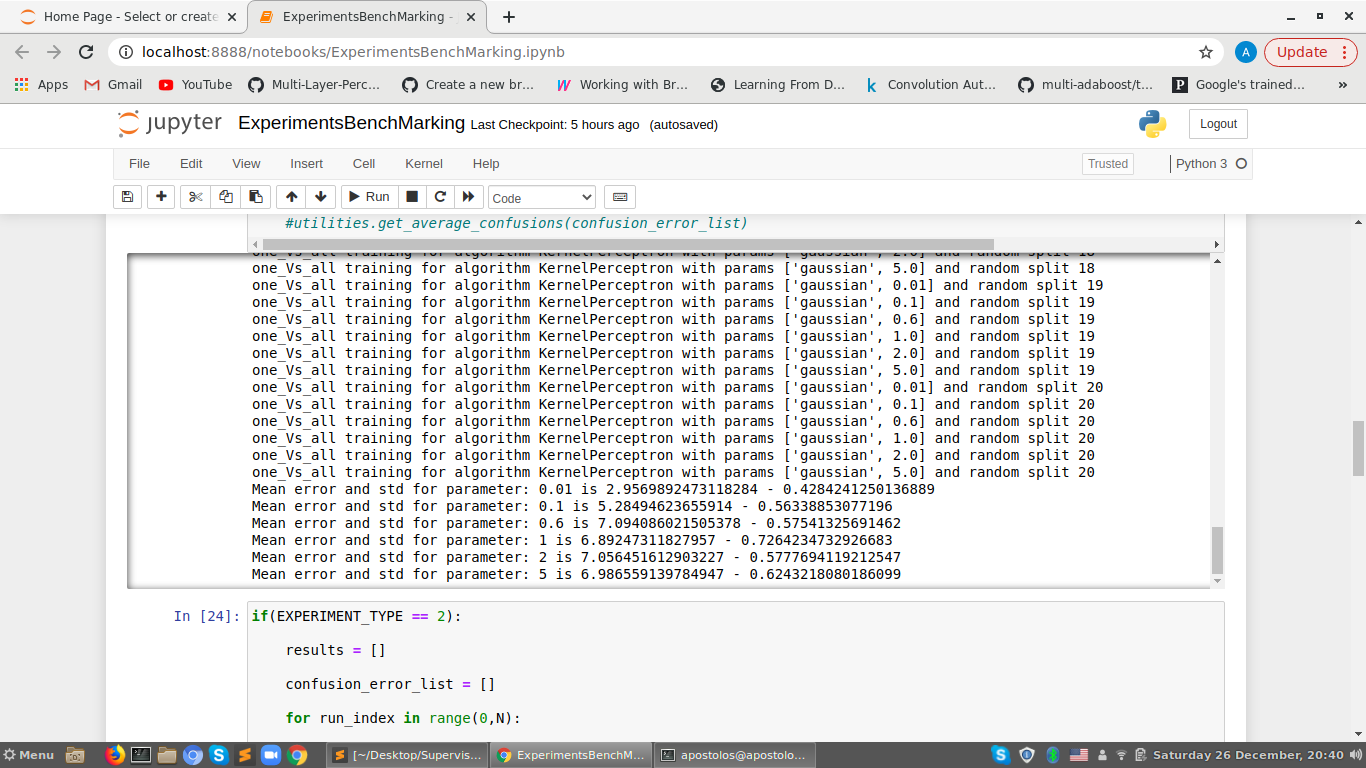 Home Page - Select or create
ExperimentsBenchMarking -
localhost:8888/notebooks/ExperimentsBenchMarking.ipynb
A
Update
Apps
Gmail
YouTube
Multi-Layer-Perc…
Create a new br…
Working with Br…
Learning From D…
Convolution Aut…
multi-adaboost/t…
Google's trained…
»
jupyter ExperimentsBenchMarking Last Checkpoint: 5 hours ago (autosaved)
Logout
File Edit View Insert Cell Kernel Help
Trusted
Python 3
Run
Code
#utilities.get_average_confusions(confusion_error_list)
one_Vs_all training for algorithm KernelPerceptron with params ['gaussian', 2.0] and random split 18
one_Vs_all training for algorithm KernelPerceptron with params ['gaussian', 5.0] and random split 18
one_Vs_all training for algorithm KernelPerceptron with params ['gaussian', 0.01] and random split 19
one_Vs_all training for algorithm KernelPerceptron with params ['gaussian', 0.1] and random split 19
one_Vs_all training for algorithm KernelPerceptron with params ['gaussian', 0.6] and random split 19
one_Vs_all training for algorithm KernelPerceptron with params ['gaussian', 1.0] and random split 19
one_Vs_all training for algorithm KernelPerceptron with params ['gaussian', 2.0] and random split 19
one_Vs_all training for algorithm KernelPerceptron with params ['gaussian', 5.0] and random split 19
one_Vs_all training for algorithm KernelPerceptron with params ['gaussian', 0.01] and random split 20
one_Vs_all training for algorithm KernelPerceptron with params ['gaussian', 0.1] and random split 20
one_Vs_all training for algorithm KernelPerceptron with params ['gaussian', 0.6] and random split 20
one_Vs_all training for algorithm KernelPerceptron with params ['gaussian', 1.0] and random split 20
one_Vs_all training for algorithm KernelPerceptron with params ['gaussian', 2.0] and random split 20
one_Vs_all training for algorithm KernelPerceptron with params ['gaussian', 5.0] and random split 20
Mean error and std for parameter: 0.01 is 2.9569892473118284 - 0.4284241250136889
Mean error and std for parameter: 0.1 is 5.28494623655914 - 0.56338853077196
Mean error and std for parameter: 0.6 is 7.094086021505378 - 0.57541325691462
Mean error and std for parameter: 1 is 6.89247311827957 - 0.7264234732926683
Mean error and std for parameter: 2 is 7.056451612903227 - 0.5777694119212547
Mean error and std for parameter: 5 is 6.986559139784947 - 0.6243218080186099
In [24]: if(EXPERIMENT_TYPE == 2):
results = []
confusion_error_list = []
for run_index in range(0,N):
Menu
[~/Desktop/Supervis…
ExperimentsBenchM…
apostolos@apostolo…
Saturday 26 December, 20:40